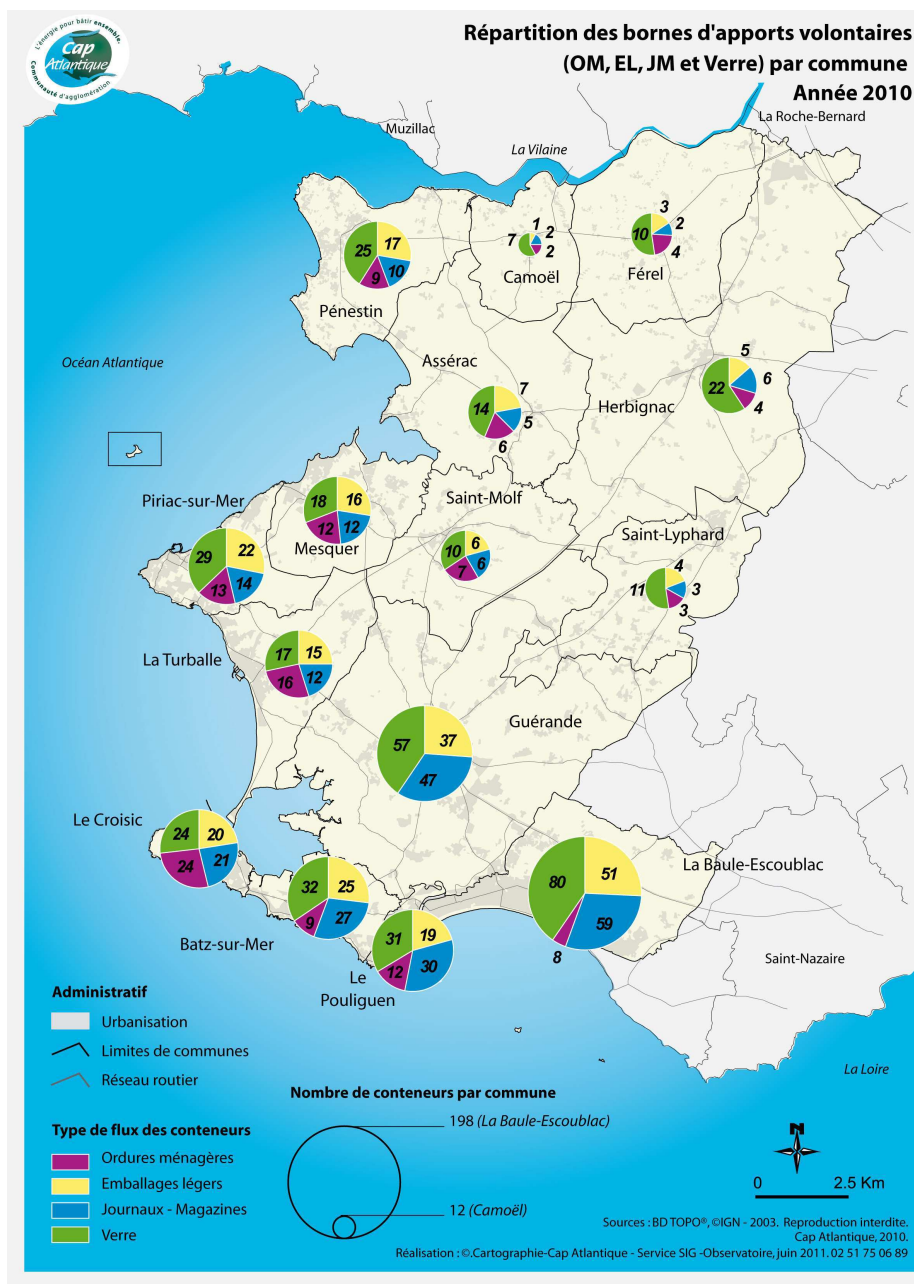 L'énergie pour bâtir ensemble.
Cap
Atlantique
Communauté d'agglomération
Répartition des bornes d'apports volontaires
(OM, EL, JM et Verre) par commune
Année 2010
La Roche-Bernard
Muzillac
La Vilaine
25
17
9
10
Pénestin
1
7
2
2
Camoël
3
10
2
4
Férel
Océan Atlantique
Assérac
7
14
5
6
Herbignac
5
22
6
4
Piriac-sur-Mer
29
22
13
14
18
16
12
12
Mesquer
Saint-Molf
10
6
7
6
Saint-Lyphard
4
11
3
3
La Turballe
17
15
16
12
Guérande
57
37
47
Le Croisic
24
20
24
21
Batz-sur-Mer
32
25
9
27
31
19
12
30
Le
Pouliguen
La Baule-Escoublac
80
51
59
8
Saint-Nazaire
La Loire
Administratif
Urbanisation
Limites de communes
Réseau routier
Type de flux des conteneurs
Ordures ménagères
Emballages légers
Journaux - Magazines
Verre
Nombre de conteneurs par commune
198 (La Baule-Escoublac)
12 (Camoël)
N
0 2.5 Km
Sources : BD TOPO®, ©IGN - 2003. Reproduction interdite.
Cap Atlantique, 2010.
Réalisation : ©.Cartographie-Cap Atlantique - Service SIG -Observatoire, juin 2011. 02 51 75 06 89